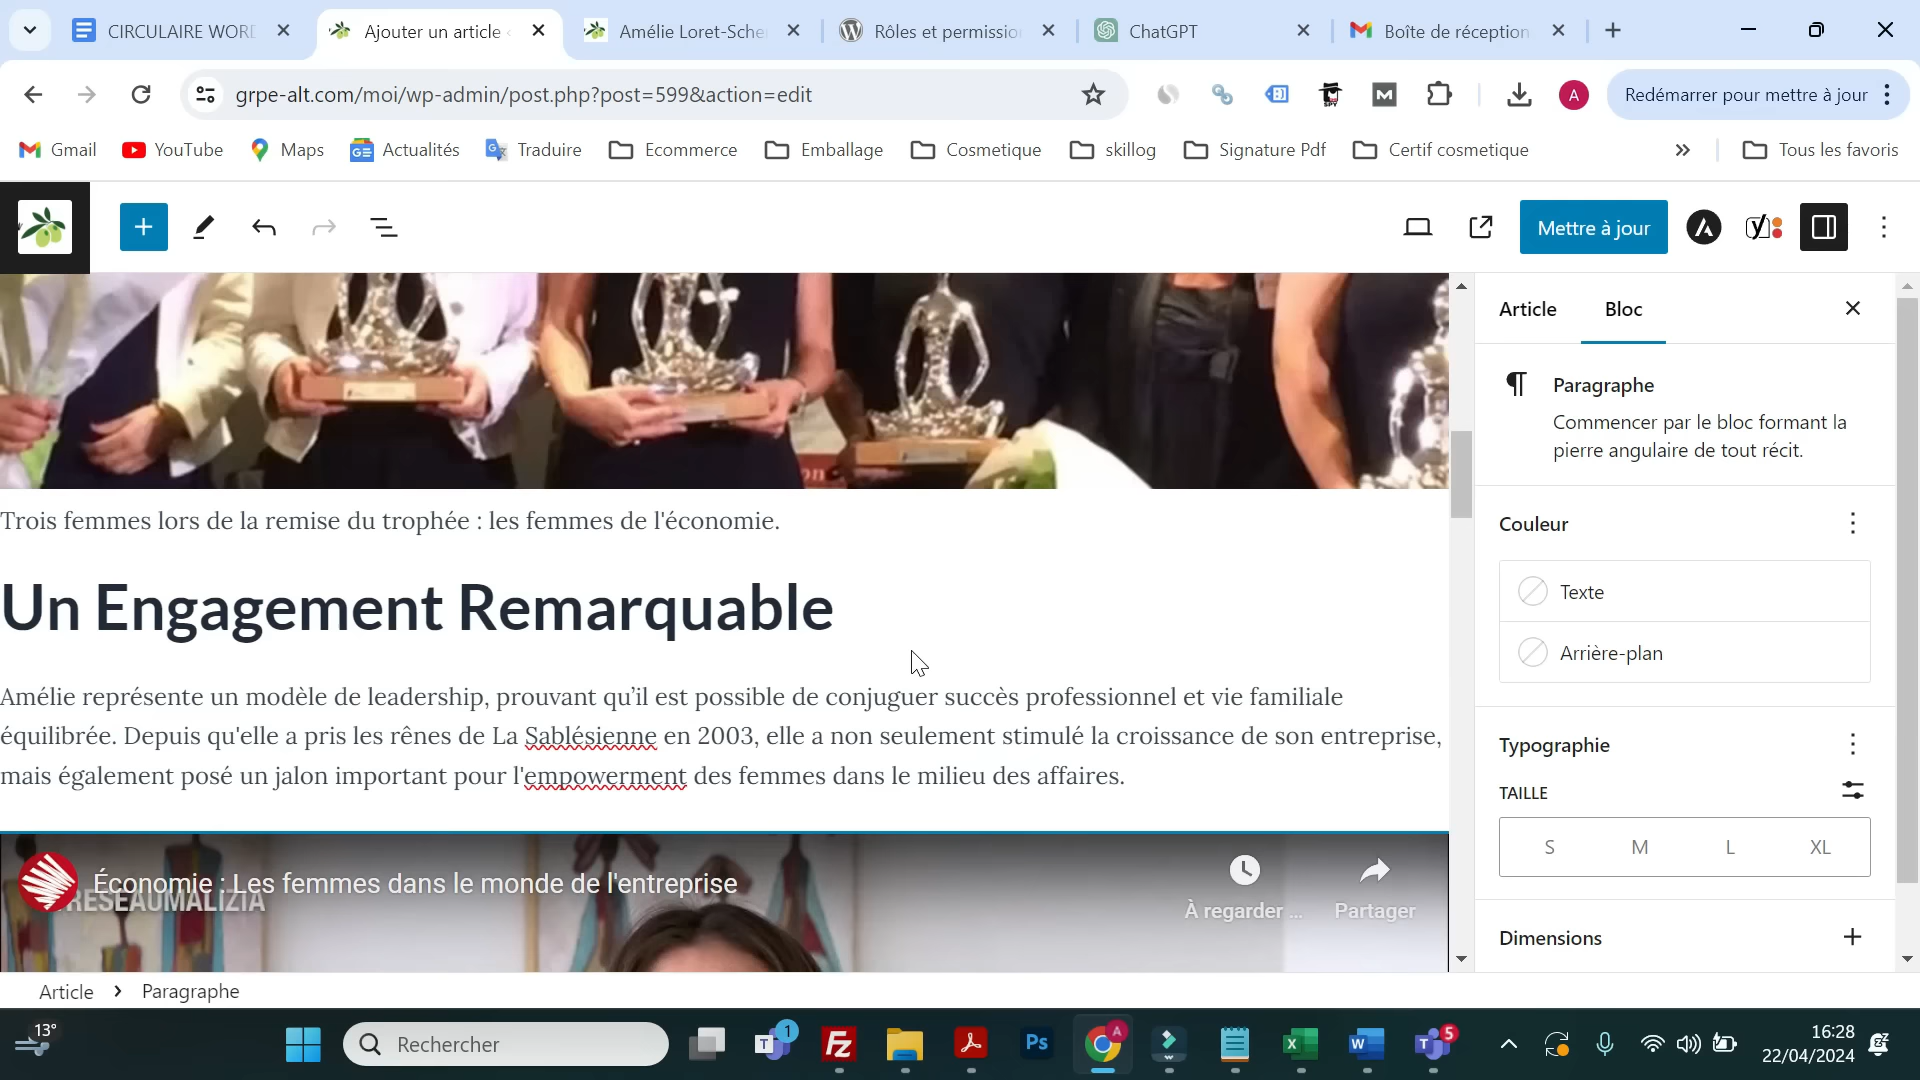 CIRCULAIRE WORD
Ajouter un article
Amélie Loret-Sche
Rôles et permission
ChatGPT
Boîte de réception
grpe-alt.com/moi/wp-admin/post.php?post=599&action=edit
SPY
M
A
Redémarrer pour mettre à jour
Gmail
YouTube
Maps
Actualités
Traduire
Ecommerce
Emballage
Cosmetique
skillog
Signature Pdf
Certif cosmetique
»
Tous les favoris
Mettre à jour
Article
Bloc
Paragraphe
Commencer par le bloc formant la
pierre angulaire de tout récit.
Couleur
Texte
Arrière-plan
Typographie
TAILLE
S M L XL
Dimensions
Trois femmes lors de la remise du trophée : les femmes de l'économie.
Un Engagement Remarquable
Amélie représente un modèle de leadership, prouvant qu’il est possible de conjuguer succès professionnel et vie familiale
équilibrée. Depuis qu'elle a pris les rênes de La Sablésienne en 2003, elle a non seulement stimulé la croissance de son entreprise,
mais également posé un jalon important pour l'empowerment des femmes dans le milieu des affaires.
Économie : Les femmes dans le monde de l'entreprise
RESEAUMALIZIA
À regarder ...
Partager
Article > Paragraphe
13°
Rechercher
1
Ps
A
5
16:28
22/04/2024